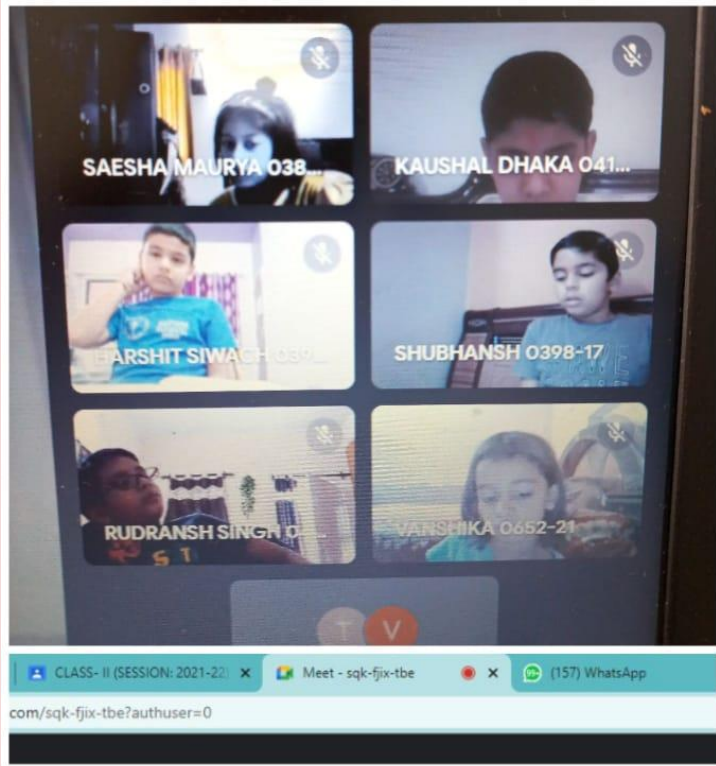 SAESHA MAURYA 038...
KAUSHAL DHAKA 041...
HARSHIT SIWACH 039...
SHUBHANSH 0398-17
RUDRANSH SINGH
VANSHIKA 0652-21
T V
CLASS- II (SESSION: 2021-22)
Meet - sqk-fjix-tbe
99+
(157) WhatsApp
com/sqk-fjix-tbe?authuser=0